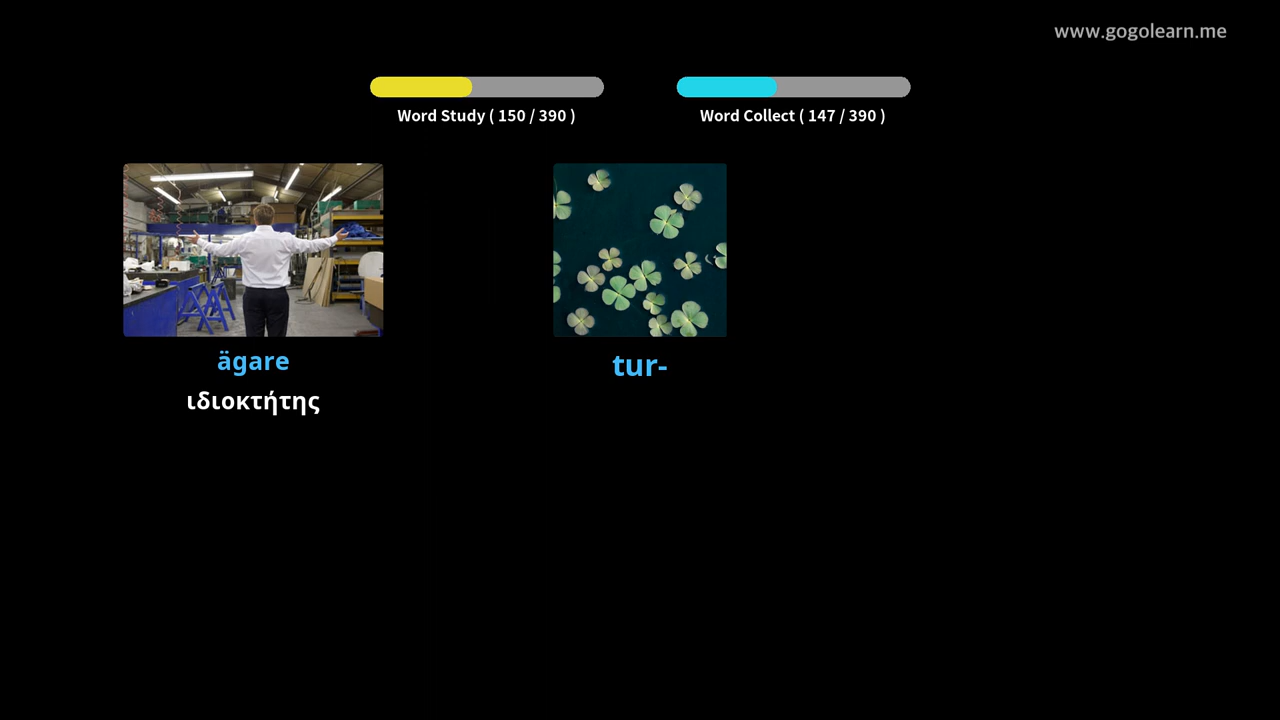 www.gogolearn.me
Word Study ( 150 / 390 )
Word Collect ( 147 / 390 )
ägare
ιδιοκτήτης
tur-